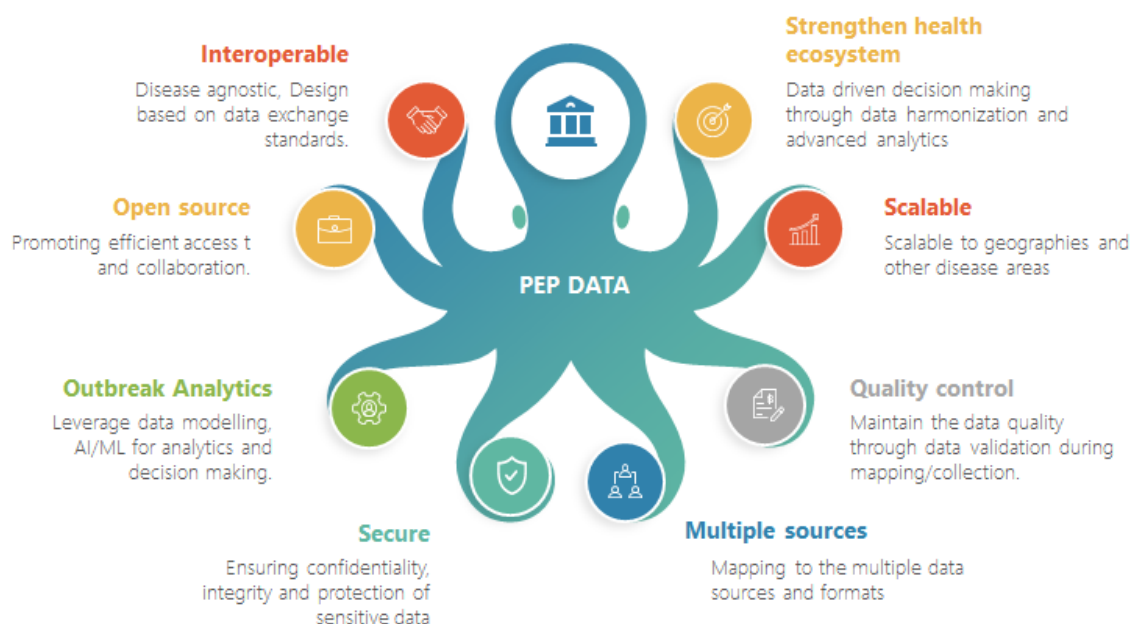 Strengthen health
ecosystem
Data driven decision making
through data harmonization and
advanced analytics
Interoperable
Disease agnostic, Design
based on data exchange
standards.
Open source
Promoting efficient access t
and collaboration.
Scalable
Scalable to geographies and
other disease areas
PEP DATA
Outbreak Analytics
Leverage data modelling,
AI/ML for analytics and
decision making.
Quality control
Maintain the data quality
through data validation during
mapping/collection.
Secure
Ensuring confidentiality,
integrity and protection of
sensitive data
Multiple sources
Mapping to the multiple data
sources and formats